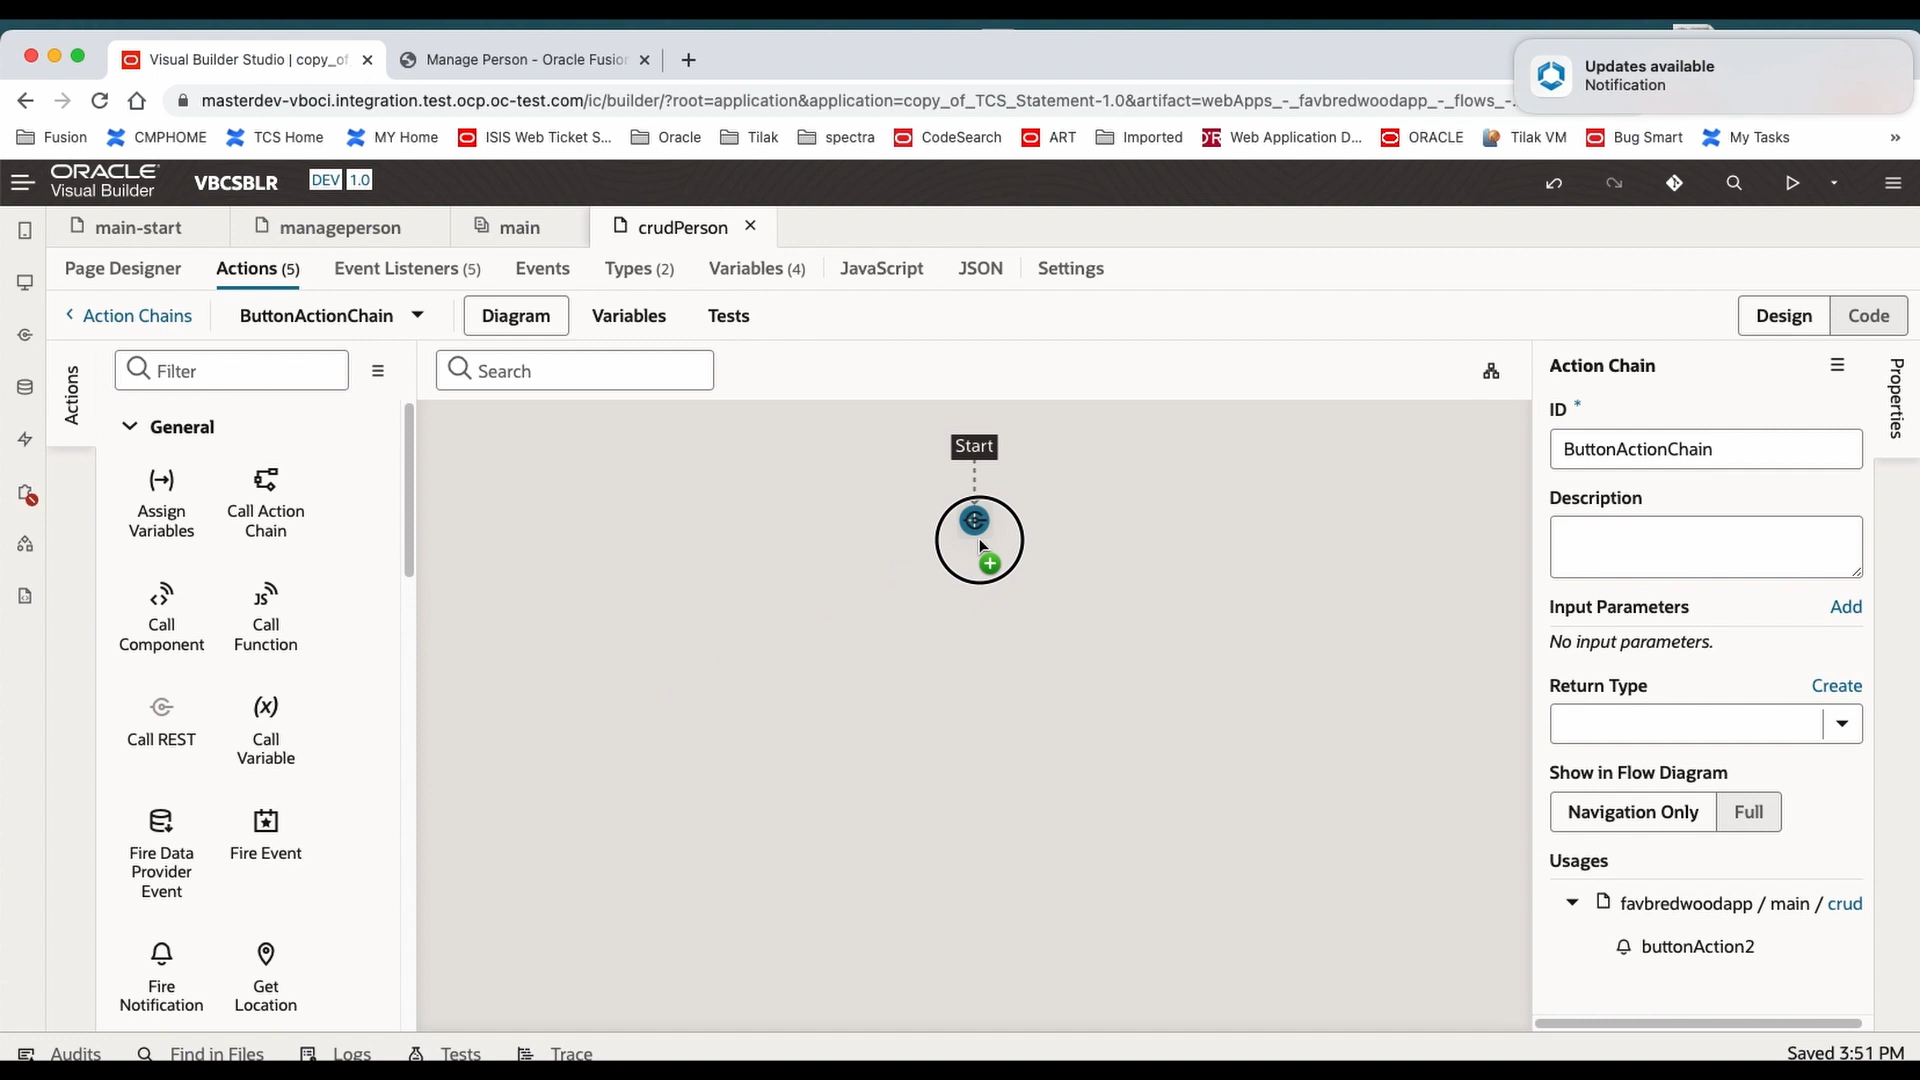 Visual Builder Studio | copy_of
Manage Person - Oracle Fusion
Updates available
Notification
masterdev-vboci.integration.test.ocp.oc-test.com/ic/builder/?root=application&application=copy_of_TCS_Statement-1.0&artifact=webApps_-_favbredwoodapp_-_flows_-...
Fusion CMPHOME TCS Home MY Home ISIS Web Ticket S... Oracle Tilak spectra CodeSearch ART Imported Web Application D... ORACLE Tilak VM Bug Smart My Tasks »
ORACLE
Visual Builder
VBCSBLR
DEV 1.0
main-start manageperson main crudPerson
Page Designer Actions (5) Event Listeners (5) Events Types (2) Variables (4) JavaScript JSON Settings
Action Chains ButtonActionChain Diagram Variables Tests Design Code
Actions
Filter
Search
General
Assign
Variables
Call Action
Chain
Call
Component
Call
Function
Call REST
Call
Variable
Fire Data
Provider
Event
Fire Event
Fire
Notification
Get
Location
Start
Action Chain
ID *
ButtonActionChain
Description
Input Parameters Add
No input parameters.
Return Type Create
Show in Flow Diagram
Navigation Only Full
Usages
favbredwoodapp / main / crud
buttonAction2
Properties
Audits Find in Files Logs Tests Trace
Saved 3:51 PM